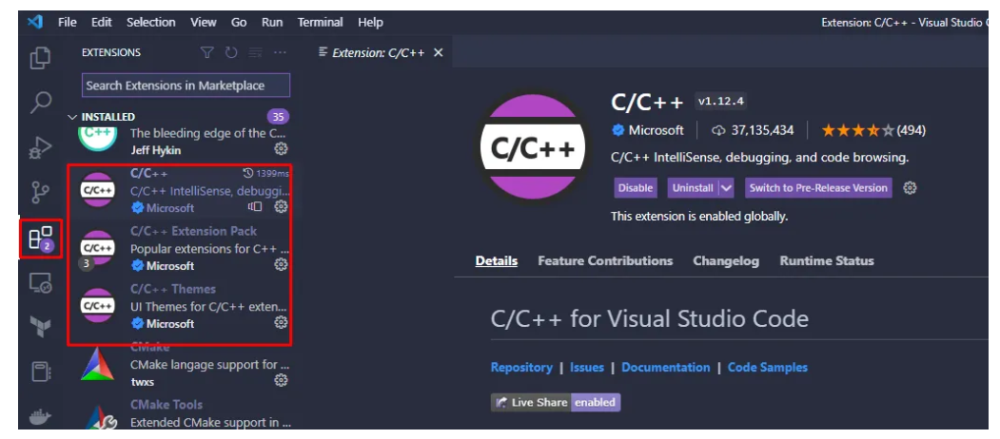 File Edit Selection View Go Run Terminal Help
Extension: C/C++ - Visual Studio
EXTENSIONS
Extension: C/C++
Search Extensions in Marketplace
INSTALLED 35
C++
The bleeding edge of the C...
Jeff Hykin
C/C++ 1399ms
C/C++
C/C++ IntelliSense, debuggi...
Microsoft
C/C++ Extension Pack
C/C++
Popular extensions for C++ ...
3
Microsoft
C/C++ Themes
C/C++
UI Themes for C/C++ exten...
Microsoft
CMake
CMake langage support for ...
twxs
CMake Tools
Extended CMake support in ...
2
C/C++
C/C++ v1.12.4
Microsoft 37,135,434 (494)
C/C++ IntelliSense, debugging, and code browsing.
Disable Uninstall Switch to Pre-Release Version
This extension is enabled globally.
Details Feature Contributions Changelog Runtime Status
C/C++ for Visual Studio Code
Repository | Issues | Documentation | Code Samples
Live Share enabled